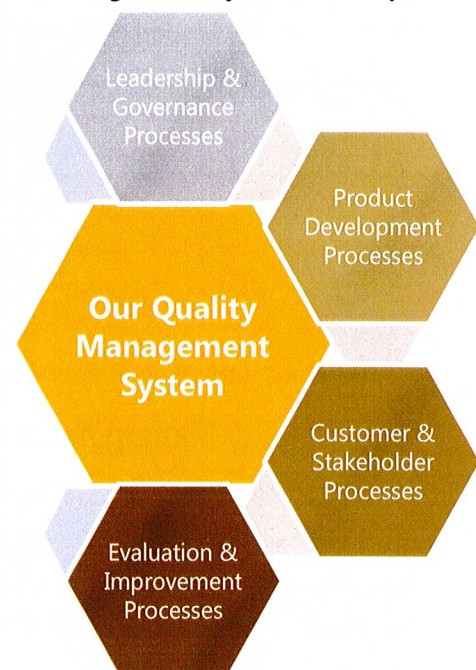 Leadership &
Governance
Processes
Product
Development
Processes
Our Quality
Management
System
Customer &
Stakeholder
Processes
Evaluation &
Improvement
Processes